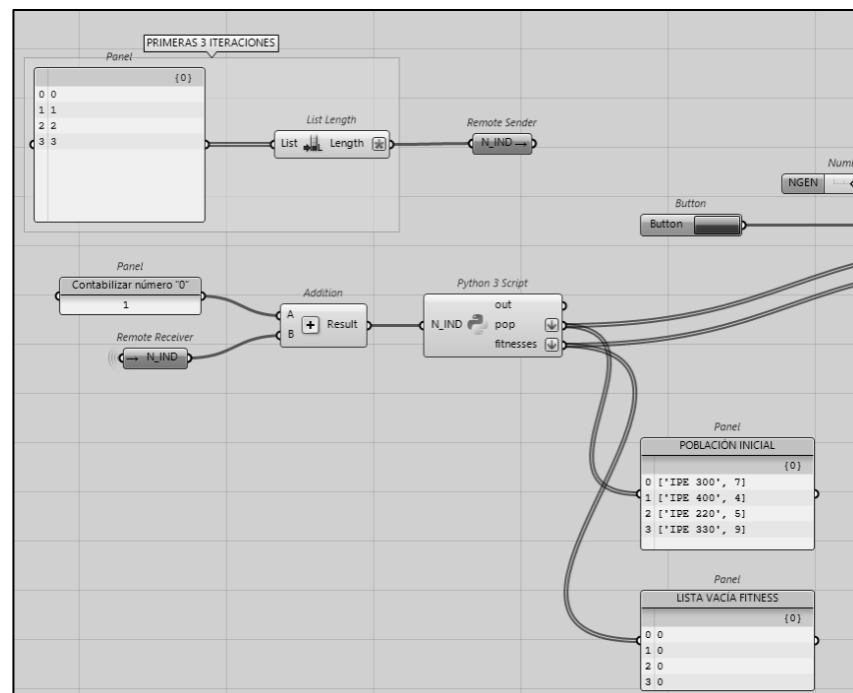 PRIMERAS 3 ITERACIONES
Panel
{0}
0 0
1 1
2 2
3 3
List Length
List Length
Remote Sender
N_IND →
NGEN
Button
Button
Panel
Contabilizar número "0"
1
Remote Receiver
→ N_IND
Addition
A
B
+ Result
Python 3 Script
N_IND
out
pop
fitnesses
Panel
POBLACIÓN INICIAL
{0}
0 ['IPE 300', 7]
1 ['IPE 400', 4]
2 ['IPE 220', 5]
3 ['IPE 330', 9]
Panel
LISTA VACÍA FITNESS
{0}
0 0
1 0
2 0
3 0